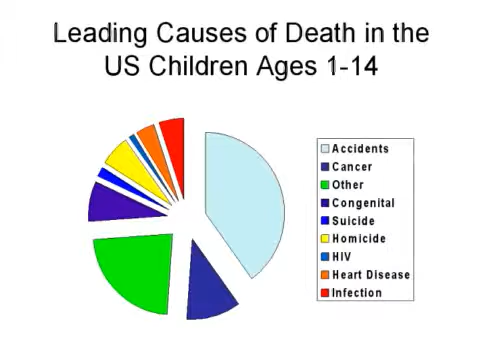 Leading Causes of Death in the
US Children Ages 1-14
Accidents
Cancer
Other
Congenital
Suicide
Homicide
HIV
Heart Disease
Infection